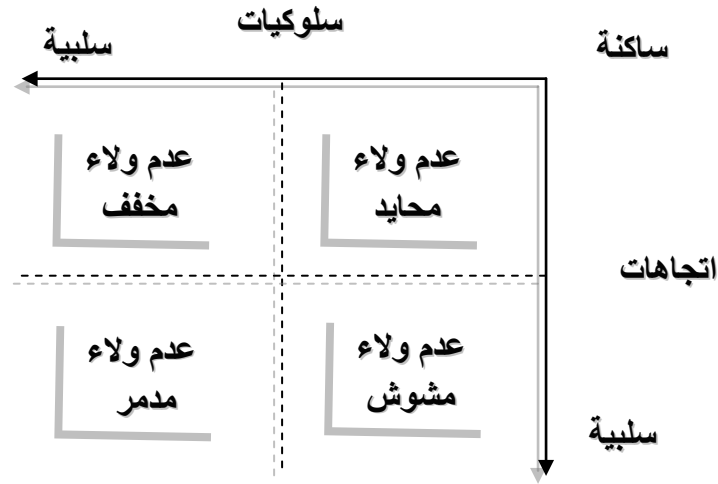 سلوكيات
ساكنة
سلبية
عدم ولاء
محايد
عدم ولاء
مخفف
اتجاهات
عدم ولاء
مشوش
عدم ولاء
مدمر
سلبية